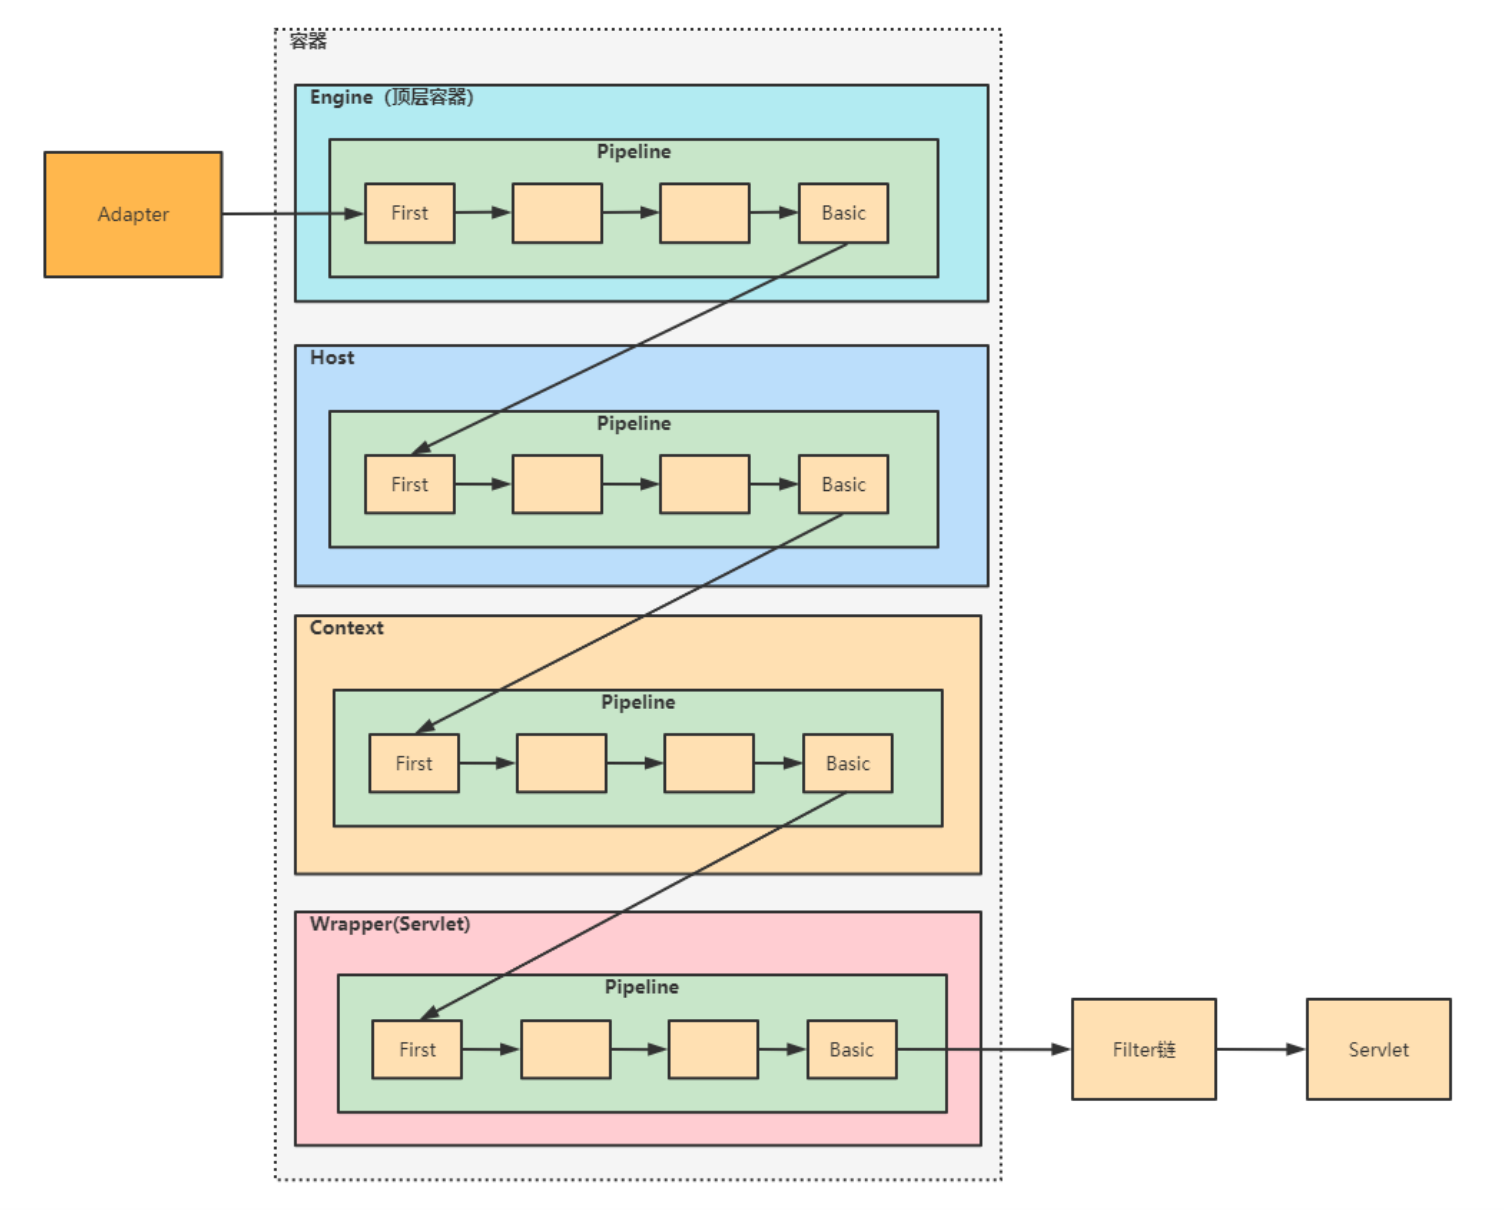 容器
Engine（顶层容器)
Pipeline
Adapter
First
Basic
Host
Pipeline
First
Basic
Context
Pipeline
First
Basic
Wrapper(Servlet)
Pipeline
First
Basic
Filter链
Servlet